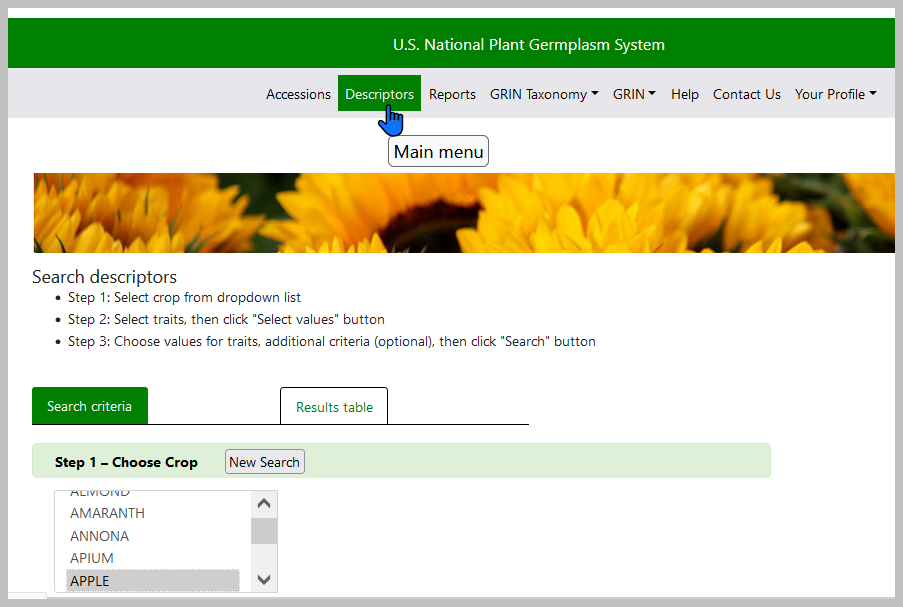 U.S. National Plant Germplasm System
Accessions Descriptors Reports GRIN Taxonomy GRIN Help Contact Us Your Profile
Main menu
Search descriptors
• Step 1: Select crop from dropdown list
• Step 2: Select traits, then click "Select values" button
• Step 3: Choose values for traits, additional criteria (optional), then click "Search" button
Search criteria Results table
Step 1 – Choose Crop New Search
ALMOND
AMARANTH
ANNONA
APIUM
APPLE